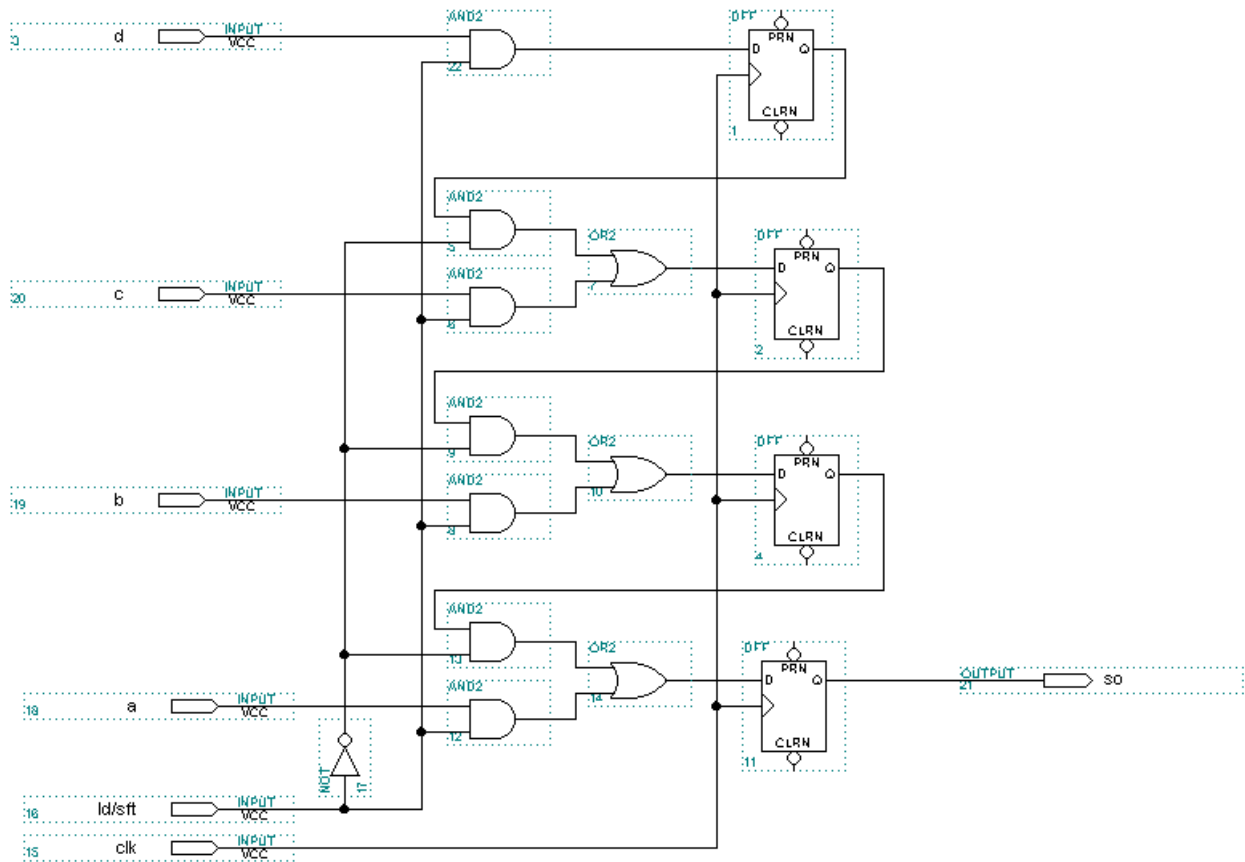 AND2 DFF
INPUT PRN
d VCC D Q
22
CLRN
1
AND2
5 OR2 DFF
PRN
AND2 D Q
INPUT 7
20 c VCC
6 CLRN
2
AND2
9 OR2 DFF
PRN
AND2 D Q
INPUT 10
19 b VCC
8 CLRN
4
AND2
13 OR2 DFF
PRN OUTPUT
AND2 D Q 21 so
INPUT 14
18 a VCC
12 CLRN
NOT 17 11
INPUT
16 ld/sft VCC
INPUT
15 clk VCC